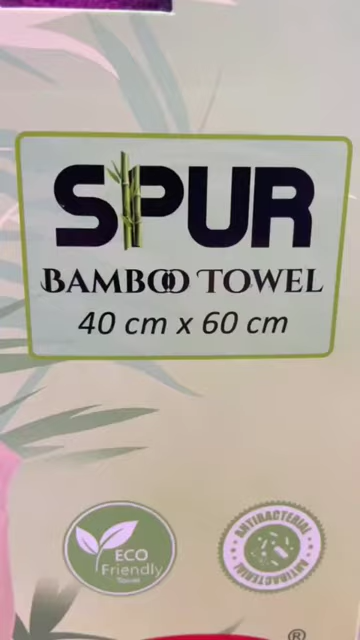 SPUR
BAMBOO TOWEL
40 cm x 60 cm
ECO
Friendly
Towel
ANTIBACTERIAL
ANTIBACTERIAL
®